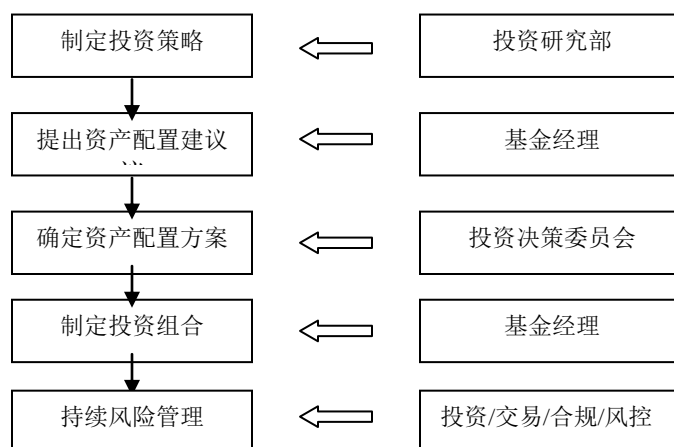 制定投资策略
投资研究部
提出资产配置建议
基金经理
确定资产配置方案
投资决策委员会
制定投资组合
基金经理
持续风险管理
投资/交易/合规/风控